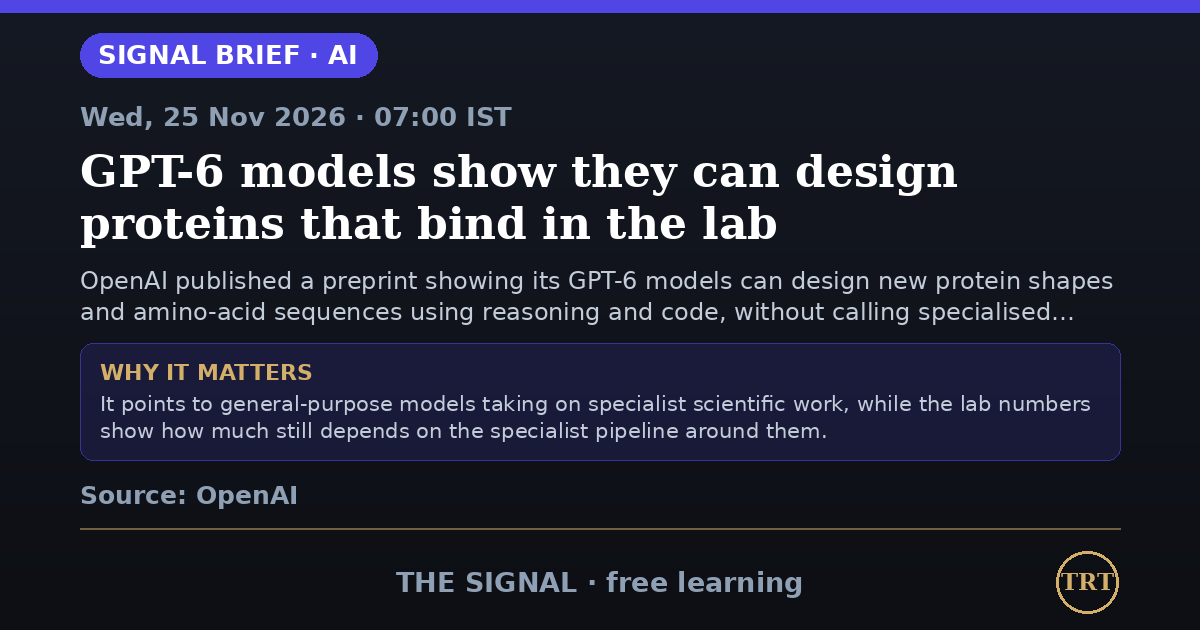 SIGNAL BRIEF · AI
Wed, 25 Nov 2026 · 07:00 IST
GPT-6 models show they can design
proteins that bind in the lab
OpenAI published a preprint showing its GPT-6 models can design new protein shapes
and amino-acid sequences using reasoning and code, without calling specialised…
WHY IT MATTERS
It points to general-purpose models taking on specialist scientific work, while the lab numbers
show how much still depends on the specialist pipeline around them.
Source: OpenAI
THE SIGNAL · free learning
TRT